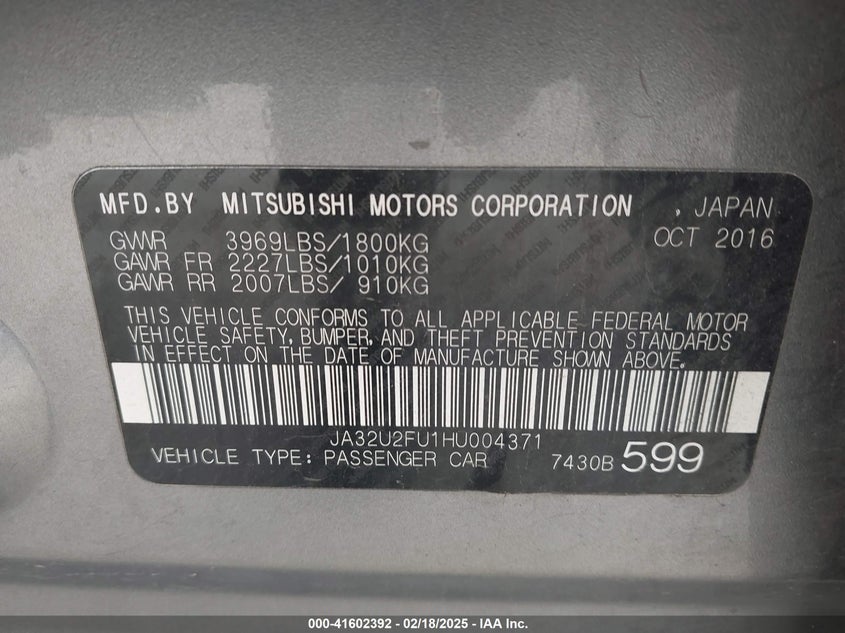 MFD.BY MITSUBISHI MOTORS CORPORATION , JAPAN
GVWR 3969LBS/1800KG OCT 2016
GAWR FR 2227LBS/1010KG
GAWR RR 2007LBS/ 910KG
THIS VEHICLE CONFORMS TO ALL APPLICABLE FEDERAL MOTOR
VEHICLE SAFETY, BUMPER, AND THEFT PREVENTION STANDARDS
IN EFFECT ON THE DATE OF MANUFACTURE SHOWN ABOVE.
JA32U2FU1HU004371
VEHICLE TYPE: PASSENGER CAR 7430B 599
000-41602392 - 02/18/2025 - IAA Inc.